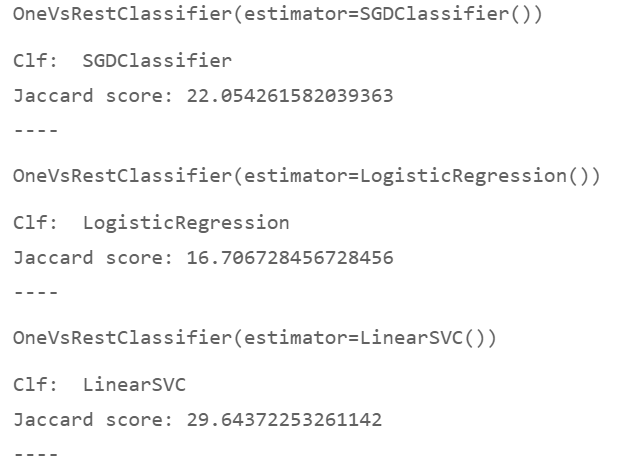 OneVsRestClassifier(estimator=SGDClassifier())
Clf:  SGDClassifier
Jaccard score: 22.054261582039363
----
OneVsRestClassifier(estimator=LogisticRegression())
Clf:  LogisticRegression
Jaccard score: 16.706728456728456
----
OneVsRestClassifier(estimator=LinearSVC())
Clf:  LinearSVC
Jaccard score: 29.64372253261142
----